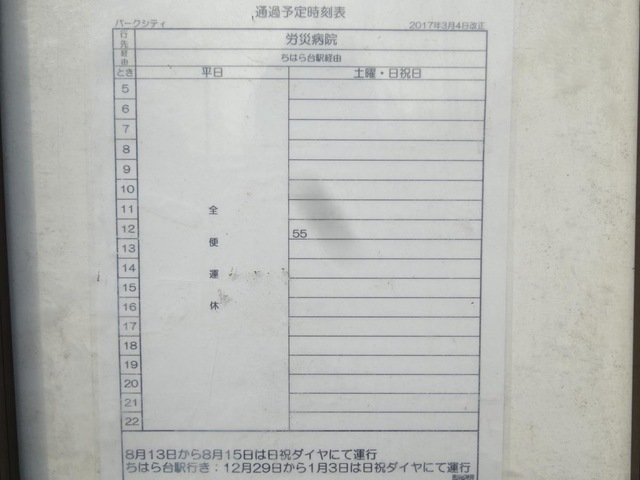 通過予定時刻表
パークシティ 2017年3月4日改正
行先 労災病院
経由 ちはら台駅経由
とき 平日 土曜・日祝日
5
6
7
8
9
10
11
12 55
13
14
15
16
17
18
19
20
21
22
全便運休
8月13日から8月15日は日祝ダイヤにて運行
ちはら台駅行き：12月29日から1月3日は日祝ダイヤにて運行